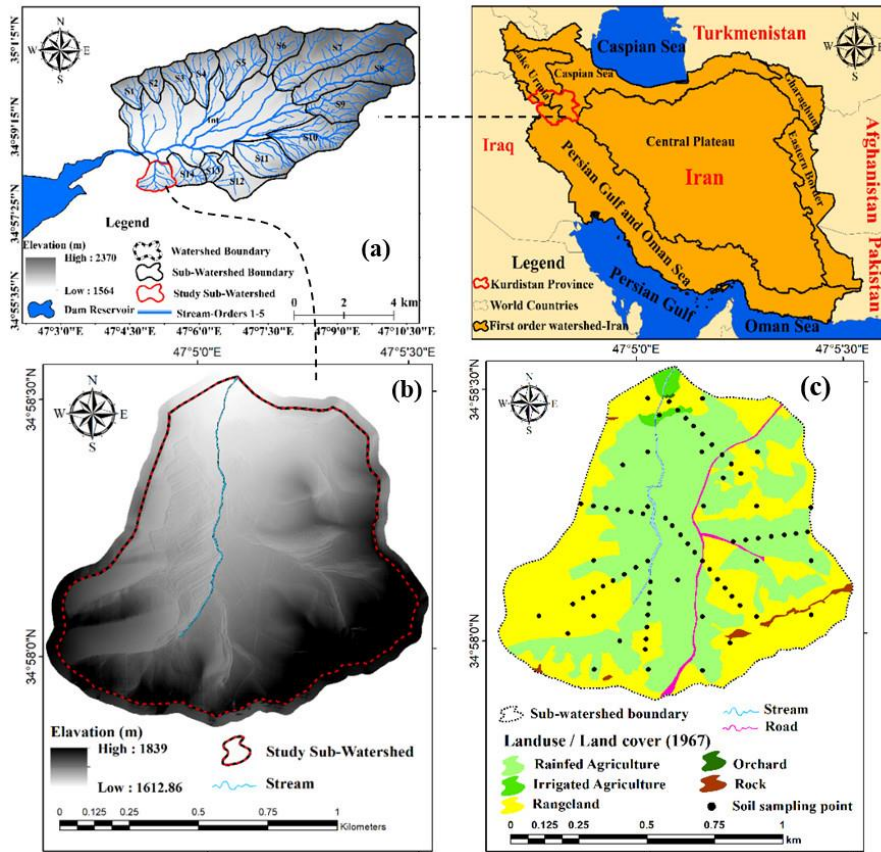 N
W E
S
S1
S2
S3
S4
S5
S6
S7
S8
S9
S10
S11
S12
S13
S14
Int
35°1'15"N
34°59'15"N
34°57'25"N
34°55'35"N
Legend
(a)
Elevation (m)
High : 2370
Low : 1564
Dam Reservoir
Watershed Boundary
Sub-Watershed Boundary
Study Sub-Watershed
Stream-Orders 1-5
0 2 4 km
47°3'0"E 47°4'50"E 47°6'0"E 47°7'30"E 47°9'0"E 47°10'30"E
N
W E
S
Turkmenistan
Caspian Sea
Lake Urmia
Caspian Sea
Gharaghum
Central Plateau
Iraq
Iran
Eastern Border
Afghanistan
Pakistan
Persian Gulf and Oman Sea
Persian Gulf
Oman Sea
Legend
Kurdistan Province
World Countries
First order watershed-Iran
47°5'0"E 47°5'30"E
34°58'30"N
34°58'0"N
N
W E
S
(b)
Elavation (m)
High : 1839
Low : 1612.86
Study Sub-Watershed
Stream
0 0.125 0.25 0.5 0.75 1
Kilometers
47°5'0"E 47°5'30"E
34°58'30"N
34°58'0"N
N
W E
S
(c)
Sub-watershed boundary
Stream
Road
Landuse / Land cover (1967)
Rainfed Agriculture
Irrigated Agriculture
Rangeland
Orchard
Rock
Soil sampling point
0 0.125 0.25 0.5 0.75 1
km